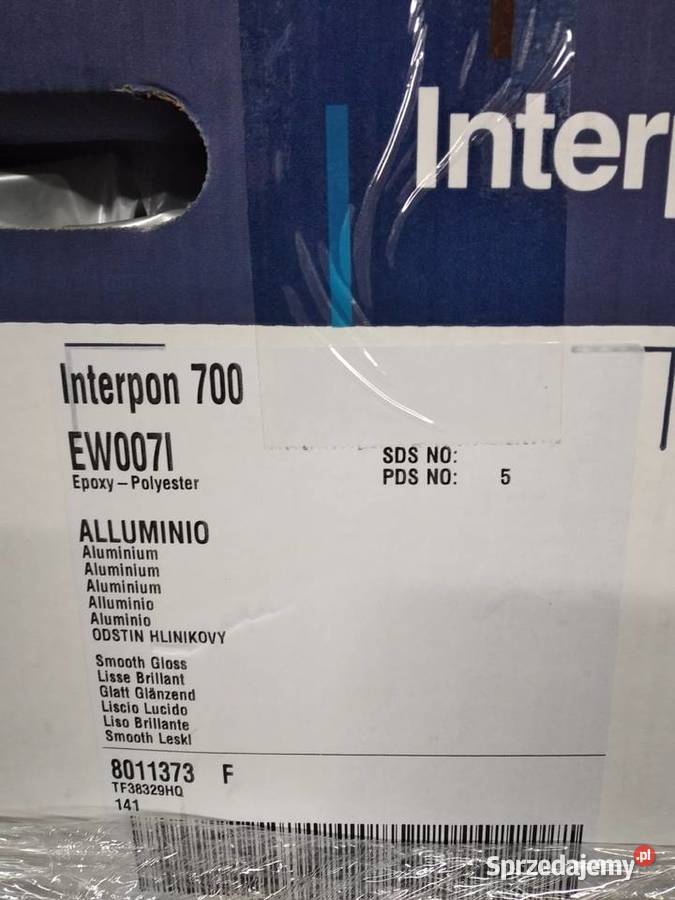 Inter
Interpon 700
EW007I
Epoxy-Polyester
SDS NO:
PDS NO: 5
ALLUMINIO
Aluminium
Aluminium
Aluminium
Alluminio
Aluminio
ODSTIN HLINIKOVY
Smooth Gloss
Lisse Brillant
Glatt Glänzend
Liscio Lucido
Liso Brillante
Smooth Leskl
8011373 F
TF38329HQ
141
Sprzedajemy.pl